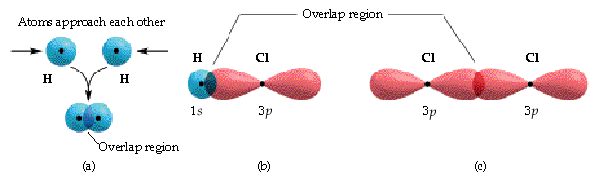 Atoms approach each other
H
H
Overlap region
(a)
Overlap region
H
Cl
1s
3p
(b)
Cl
Cl
3p
3p
(c)